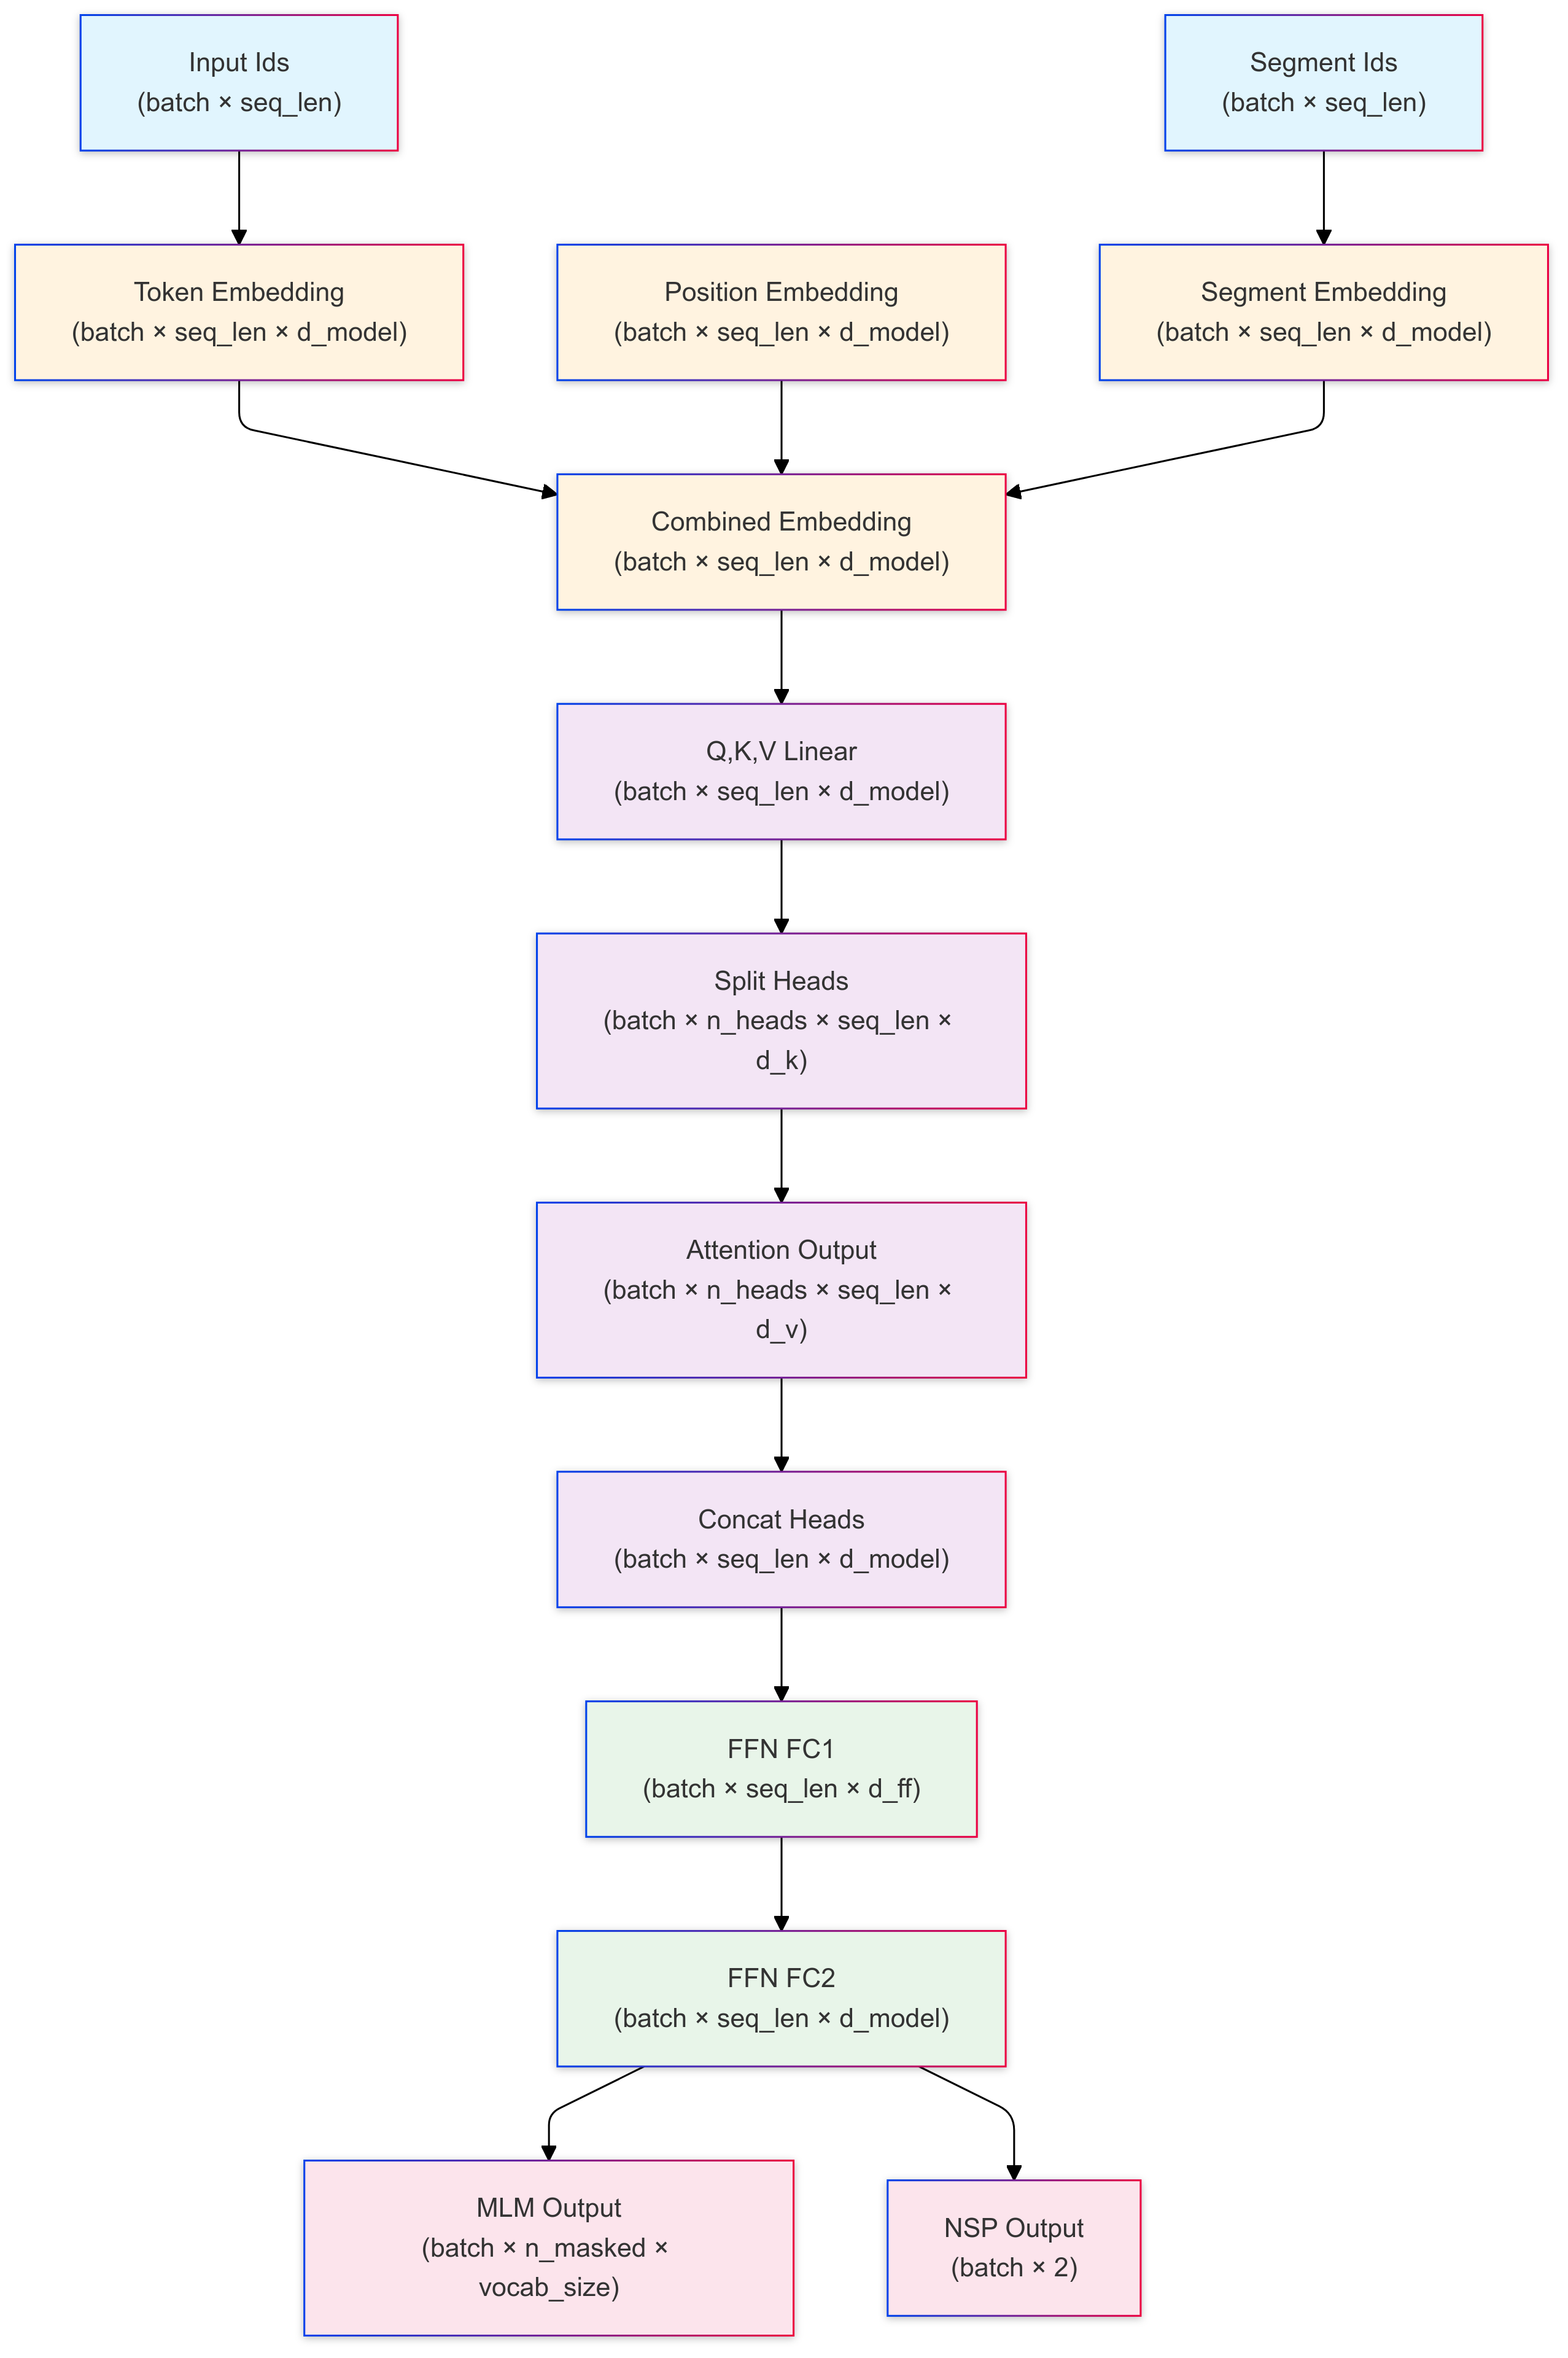 Input Ids
(batch × seq_len)
Segment Ids
(batch × seq_len)
Token Embedding
(batch × seq_len × d_model)
Position Embedding
(batch × seq_len × d_model)
Segment Embedding
(batch × seq_len × d_model)
Combined Embedding
(batch × seq_len × d_model)
Q,K,V Linear
(batch × seq_len × d_model)
Split Heads
(batch × n_heads × seq_len ×
d_k)
Attention Output
(batch × n_heads × seq_len ×
d_v)
Concat Heads
(batch × seq_len × d_model)
FFN FC1
(batch × seq_len × d_ff)
FFN FC2
(batch × seq_len × d_model)
MLM Output
(batch × n_masked ×
vocab_size)
NSP Output
(batch × 2)